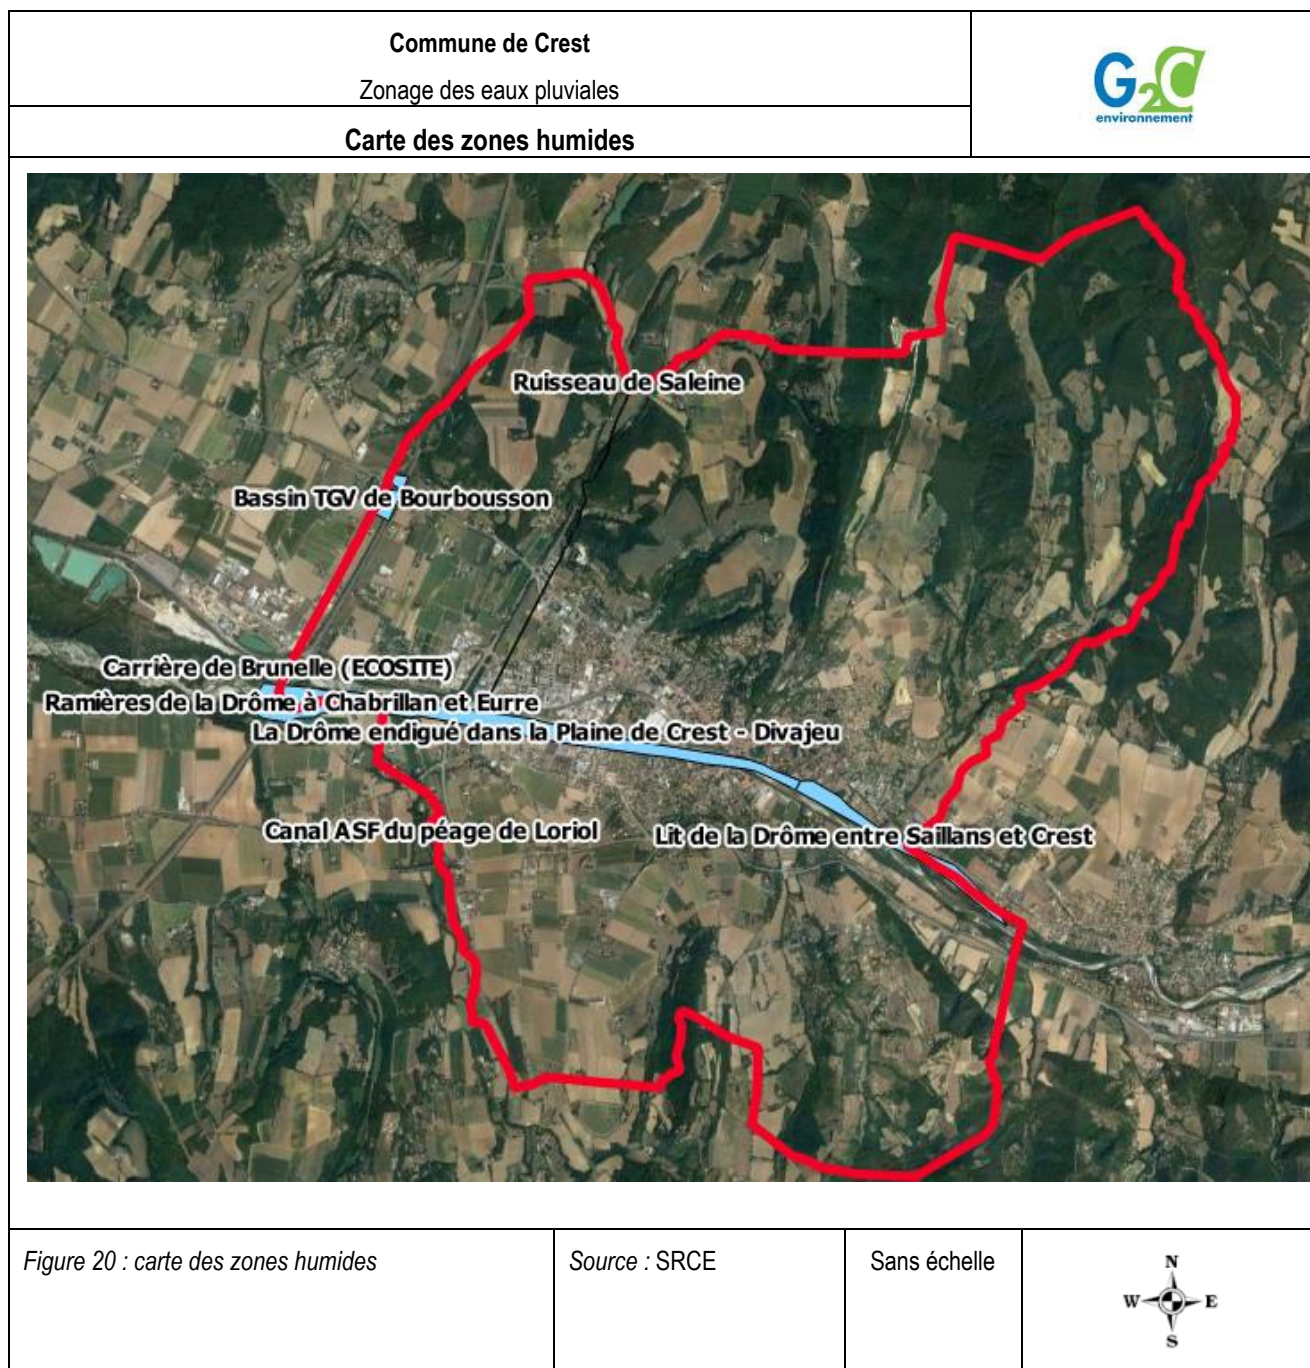 Commune de Crest
Zonage des eaux pluviales
Carte des zones humides
G2C
environnement
Ruisseau de Saleine
Bassin TGV de Bourbousson
Carrière de Brunelle (ECOSITE)
Ramières de la Drôme à Chabrillan et Eurre
La Drôme endigué dans la Plaine de Crest - Divajeu
Canal ASF du péage de Loriol
Lit de la Drôme entre Saillans et Crest
Figure 20 : carte des zones humides
Source : SRCE
Sans échelle
N
W E
S